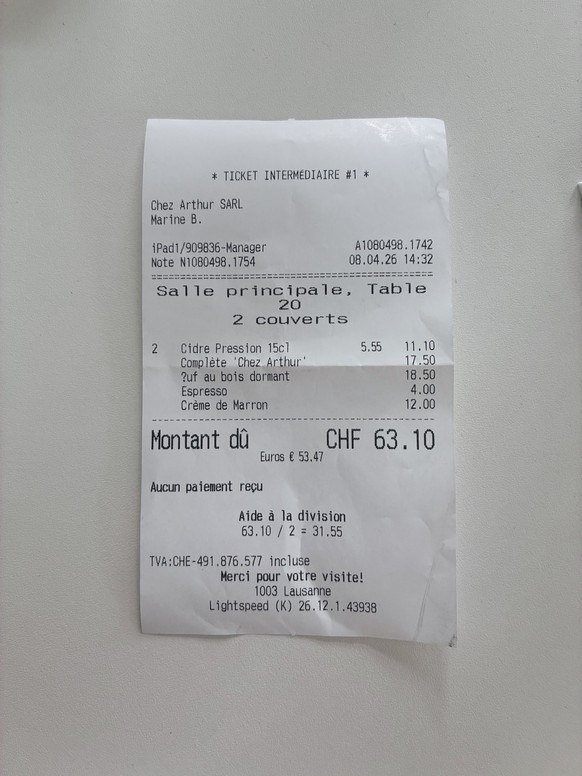 * TICKET INTERMÉDIAIRE #1 *
Chez Arthur SARL
Marine B.
iPad1/909836-Manager A1080498.1742
Note N1080498.1754 08.04.26 14:32
Salle principale, Table
20
2 couverts
2 Cidre Pression 15cl 5.55 11.10
Complète 'Chez Arthur' 17.50
?uf au bois dormant 18.50
Espresso 4.00
Crème de Marron 12.00
Montant dû CHF 63.10
Euros € 53.47
Aucun paiement reçu
Aide à la division
63.10 / 2 = 31.55
TVA:CHE-491.876.577 incluse
Merci pour votre visite!
1003 Lausanne
Lightspeed (K) 26.12.1.43938